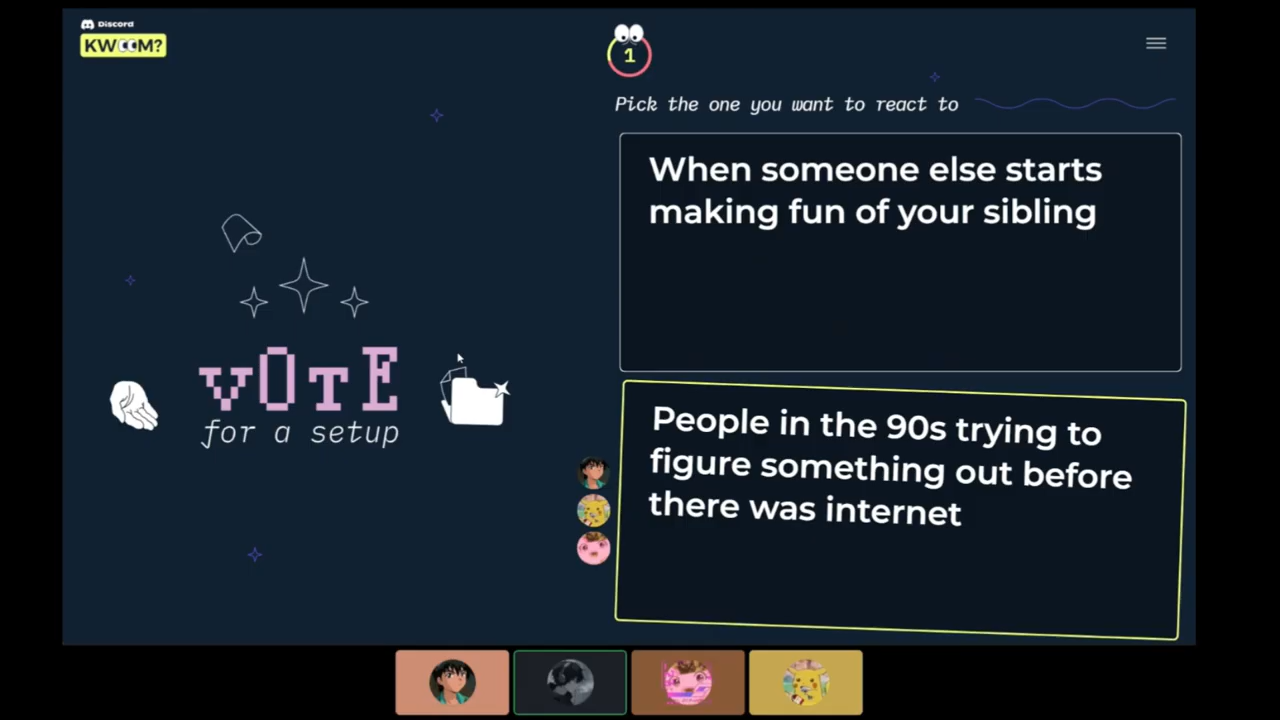 Discord
KWOOM?
1
Pick the one you want to react to
When someone else starts
making fun of your sibling
VOTE
for a setup
People in the 90s trying to
figure something out before
there was internet